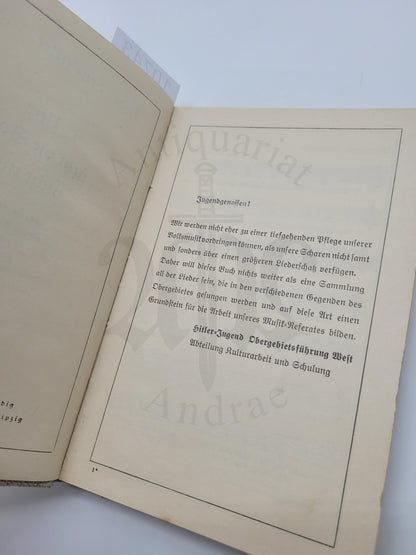 Antiquariat
Jugendgenossen!
Wir werden nicht eher zu einer tiefgehenden Pflege unserer
Volksmusik vordringen können, als unsere Scharen nicht samt
und sonders über einen größeren Liederschatz verfügen.
Daher will dieses Buch nichts weiter als eine Sammlung
all der Lieder sein, die in den verschiedenen Gegenden des
Obergebietes gesungen werden und auf diese Art einen
Grundstein für die Arbeit unseres Musik-Referates bilden.
Hitler-Jugend Obergebietsführung West
Abteilung Kulturarbeit und Schulung
Andrae
1*